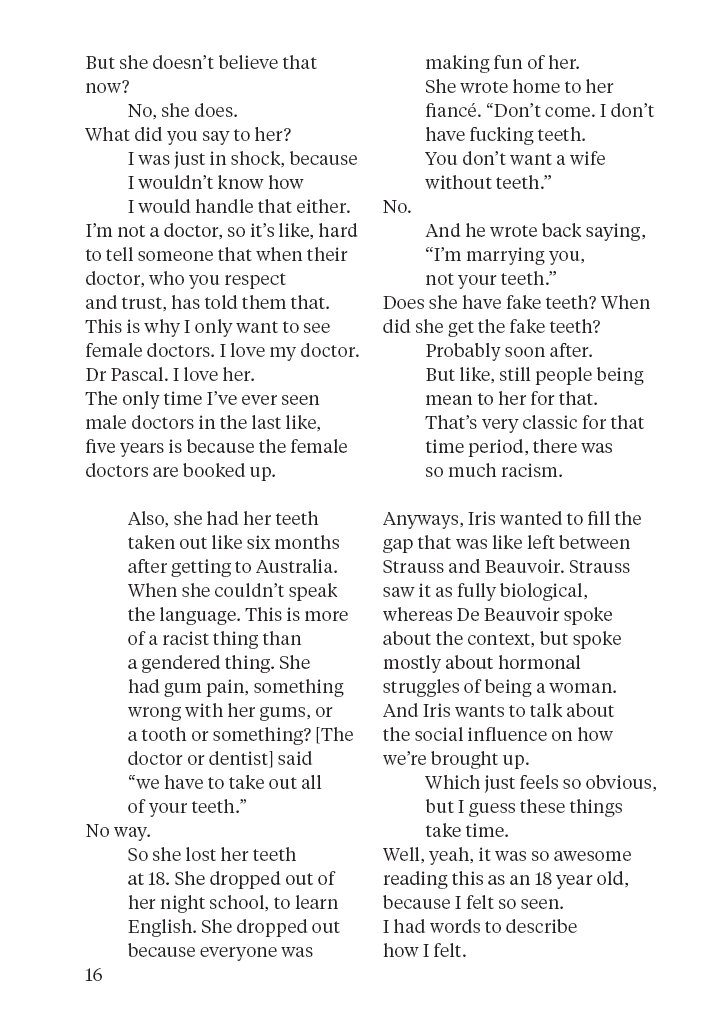 But she doesn’t believe that
now?
No, she does.
What did you say to her?
I was just in shock, because
I wouldn’t know how
I would handle that either.
I’m not a doctor, so it’s like, hard
to tell someone that when their
doctor, who you respect
and trust, has told them that.
This is why I only want to see
female doctors. I love my doctor.
Dr Pascal. I love her.
The only time I’ve ever seen
male doctors in the last like,
five years is because the female
doctors are booked up.
Also, she had her teeth
taken out like six months
after getting to Australia.
When she couldn’t speak
the language. This is more
of a racist thing than
a gendered thing. She
had gum pain, something
wrong with her gums, or
a tooth or something? [The
doctor or dentist] said
“we have to take out all
of your teeth.”
No way.
So she lost her teeth
at 18. She dropped out of
her night school, to learn
English. She dropped out
because everyone was
making fun of her.
She wrote home to her
fiancé. “Don’t come. I don’t
have fucking teeth.
You don’t want a wife
without teeth.”
No.
And he wrote back saying,
“I’m marrying you,
not your teeth.”
Does she have fake teeth? When
did she get the fake teeth?
Probably soon after.
But like, still people being
mean to her for that.
That’s very classic for that
time period, there was
so much racism.
Anyways, Iris wanted to fill the
gap that was like left between
Strauss and Beauvoir. Strauss
saw it as fully biological,
whereas De Beauvoir spoke
about the context, but spoke
mostly about hormonal
struggles of being a woman.
And Iris wants to talk about
the social influence on how
we’re brought up.
Which just feels so obvious,
but I guess these things
take time.
Well, yeah, it was so awesome
reading this as an 18 year old,
because I felt so seen.
I had words to describe
how I felt.
16